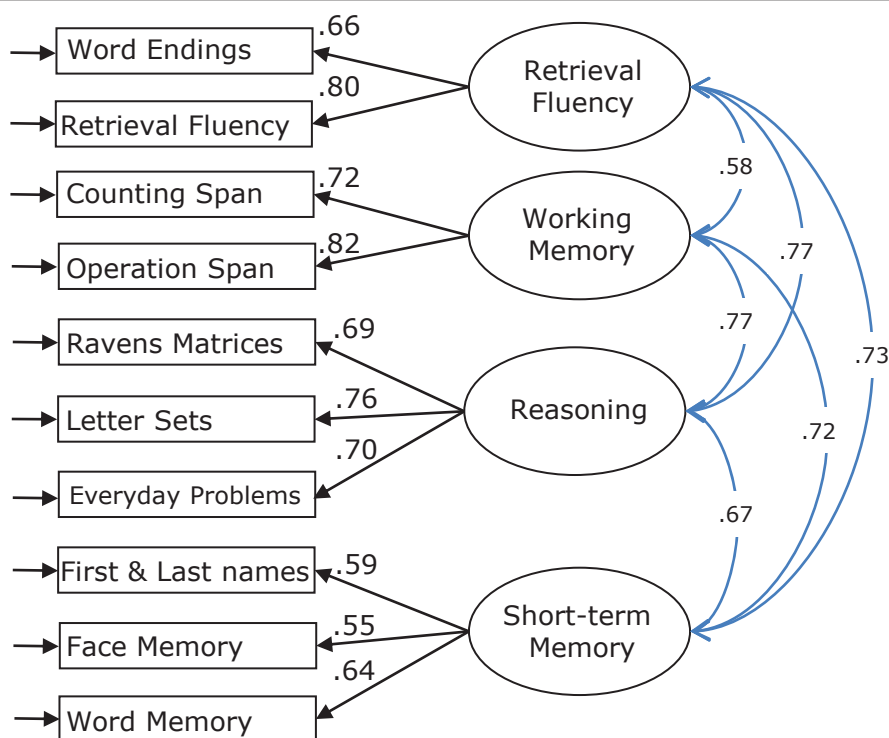 .66
Word Endings
Retrieval
Fluency
.80
Retrieval Fluency
.58
.72
Counting Span
Working
Memory
.82
Operation Span
.77
.69
Ravens Matrices
.77
.73
.76
Letter Sets
Reasoning
.72
.70
Everyday Problems
.67
.59
First & Last names
Short-term
Memory
.55
Face Memory
.64
Word Memory